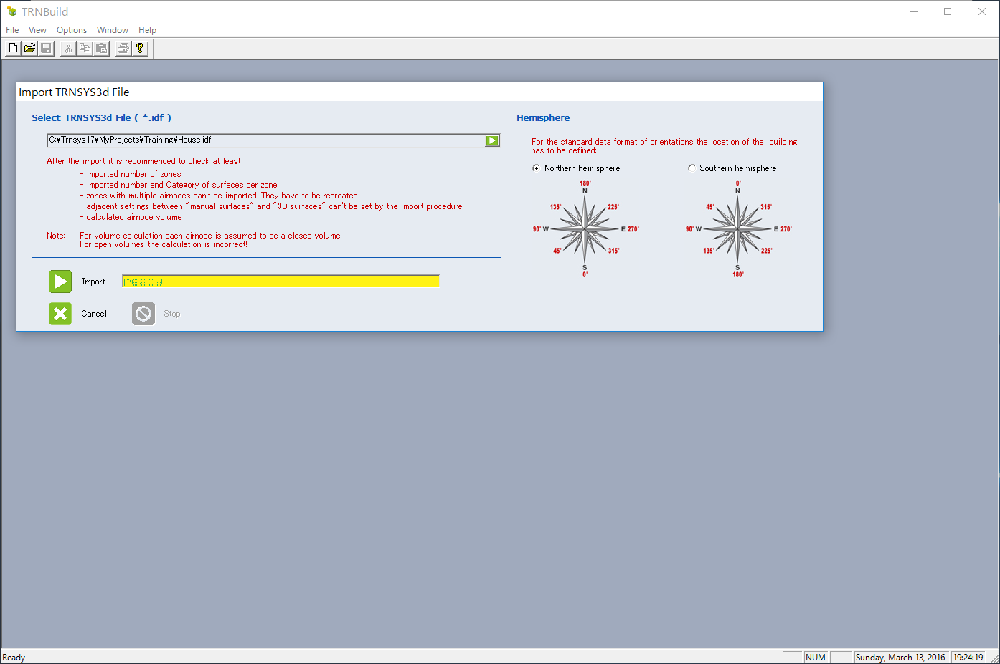 TRNBuild
File View Options Window Help
Import TRNSYS3d File
Select TRNSYS3d File ( *.idf )
C:¥Trnsys17¥MyProjects¥Training¥House.idf
After the import it is recommended to check at least:
- imported number of zones
- imported number and Category of surfaces per zone
- zones with multiple airnodes can't be imported. They have to be recreated
- adjacent settings between "manual surfaces" and "3D surfaces" can't be set by the import procedure
- calculated airnode volume
Note: For volume calculation each airnode is assumed to be a closed volume!
For open volumes the calculation is incorrect!
Import ready
Cancel Stop
Hemisphere
For the standard data format of orientations the location of the building
has to be defined:
Northern hemisphere
180°
N
135° 225°
90° W E 270°
45° 315°
S
0°
Southern hemisphere
0°
N
45° 315°
90° W E 270°
135° 225°
S
180°
Ready NUM Sunday, March 13, 2016 19:24:19